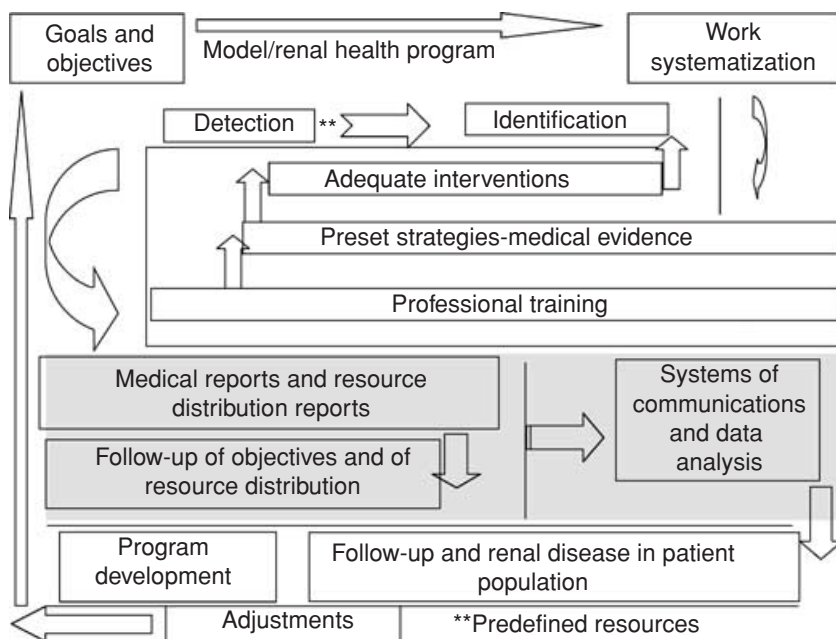 Goals and
objectives
Model/renal health program
Work
systematization
Detection **
Identification
Adequate interventions
Preset strategies-medical evidence
Professional training
Medical reports and resource
distribution reports
Follow-up of objectives and of
resource distribution
Systems of
communications
and data
analysis
Program
development
Follow-up and renal disease in patient
population
Adjustments
**Predefined resources